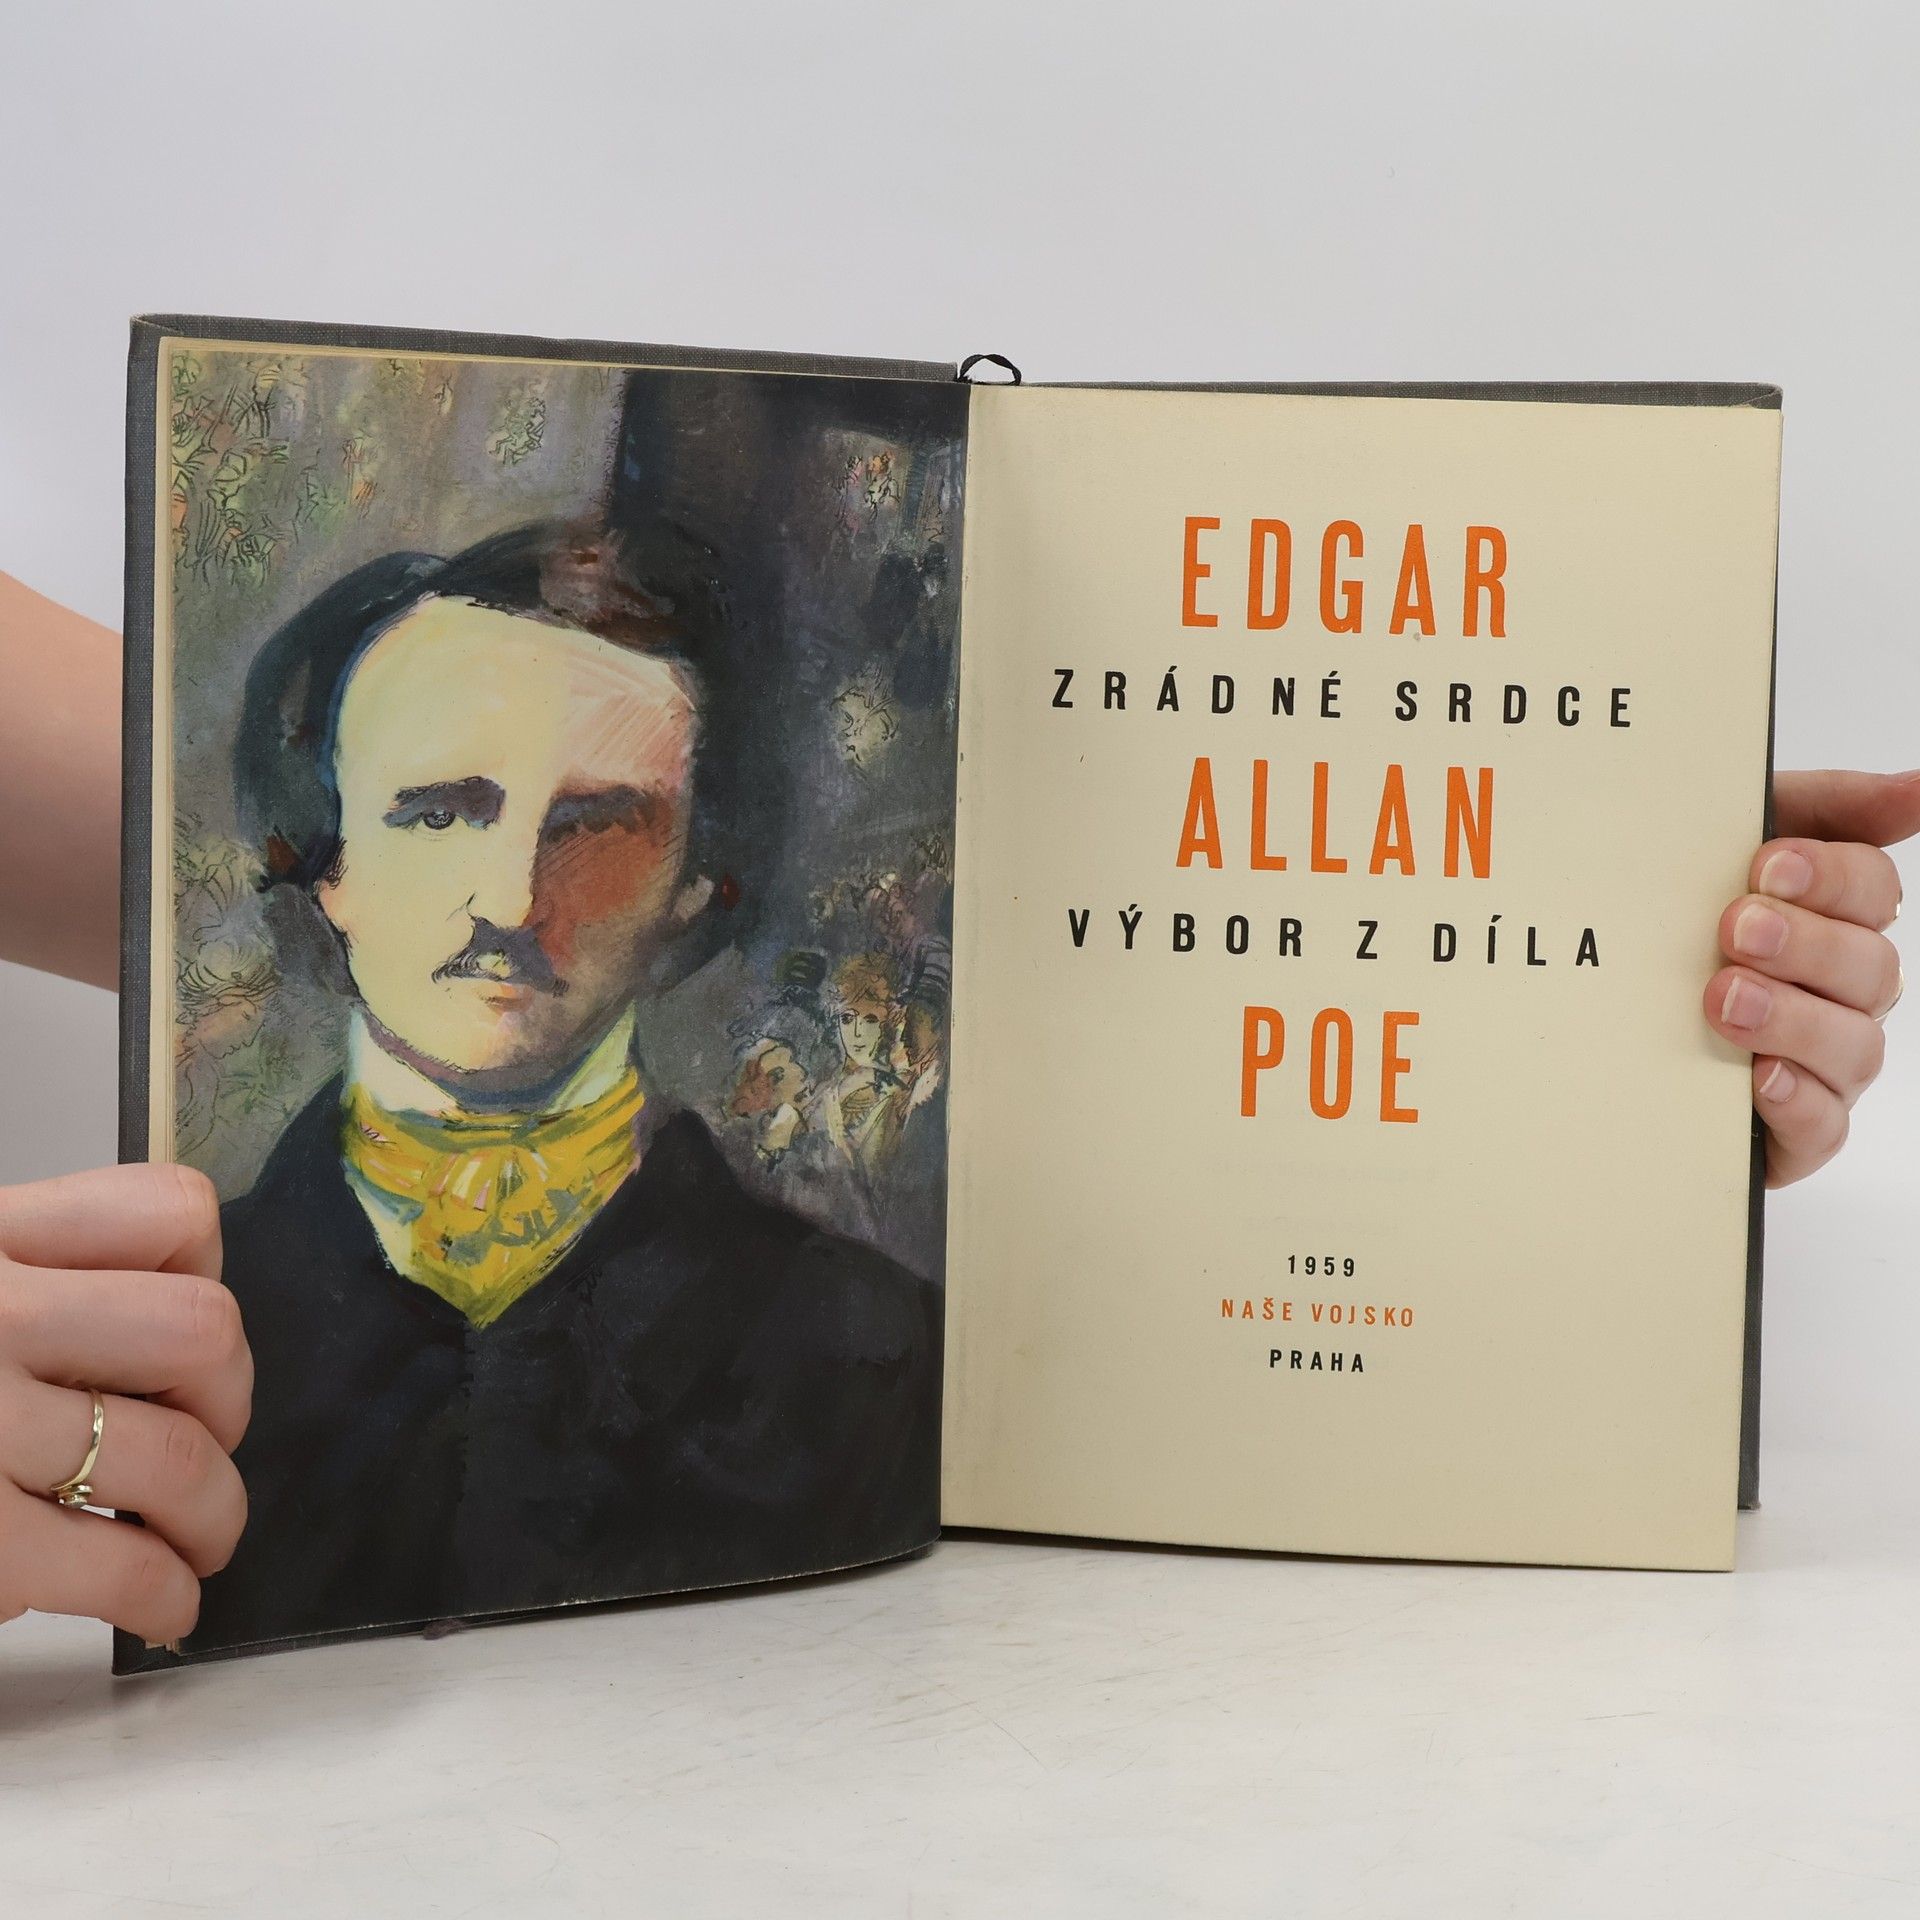 EDGAR
ZRÁDNÉ SRDCE
ALLAN
VÝBOR Z DÍLA
POE
1959
NAŠE VOJSKO
PRAHA